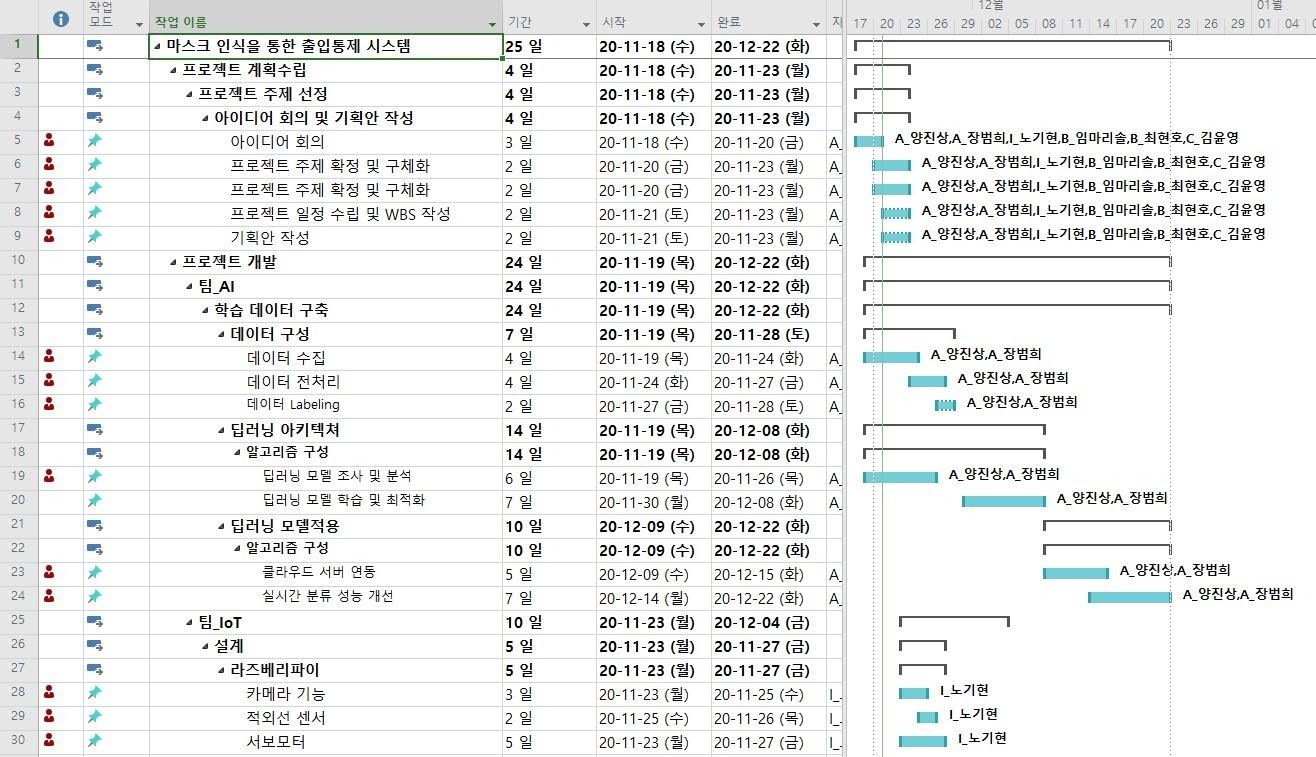 12월 01월
작업 모드 작업 이름 기간 시작 완료 17 20 23 26 29 02 05 08 11 14 17 20 23 26 29 01 04
1 마스크 인식을 통한 출입통제 시스템 25 일 20-11-18 (수) 20-12-22 (화)
2 프로젝트 계획수립 4 일 20-11-18 (수) 20-11-23 (월)
3 프로젝트 주제 선정 4 일 20-11-18 (수) 20-11-23 (월)
4 아이디어 회의 및 기획안 작성 4 일 20-11-18 (수) 20-11-23 (월)
5 아이디어 회의 3 일 20-11-18 (수) 20-11-20 (금) A_ A_양진상,A_장범희,I_노기현,B_임마리솔,B_최현호,C_김윤영
6 프로젝트 주제 확정 및 구체화 2 일 20-11-20 (금) 20-11-23 (월) A_ A_양진상,A_장범희,I_노기현,B_임마리솔,B_최현호,C_김윤영
7 프로젝트 주제 확정 및 구체화 2 일 20-11-20 (금) 20-11-23 (월) A_ A_양진상,A_장범희,I_노기현,B_임마리솔,B_최현호,C_김윤영
8 프로젝트 일정 수립 및 WBS 작성 2 일 20-11-21 (토) 20-11-23 (월) A_ A_양진상,A_장범희,I_노기현,B_임마리솔,B_최현호,C_김윤영
9 기획안 작성 2 일 20-11-21 (토) 20-11-23 (월) A_ A_양진상,A_장범희,I_노기현,B_임마리솔,B_최현호,C_김윤영
10 프로젝트 개발 24 일 20-11-19 (목) 20-12-22 (화)
11 팀_AI 24 일 20-11-19 (목) 20-12-22 (화)
12 학습 데이터 구축 24 일 20-11-19 (목) 20-12-22 (화)
13 데이터 구성 7 일 20-11-19 (목) 20-11-28 (토)
14 데이터 수집 4 일 20-11-19 (목) 20-11-24 (화) A_ A_양진상,A_장범희
15 데이터 전처리 4 일 20-11-24 (화) 20-11-27 (금) A_ A_양진상,A_장범희
16 데이터 Labeling 2 일 20-11-27 (금) 20-11-28 (토) A_ A_양진상,A_장범희
17 딥러닝 아키텍쳐 14 일 20-11-19 (목) 20-12-08 (화)
18 알고리즘 구성 14 일 20-11-19 (목) 20-12-08 (화)
19 딥러닝 모델 조사 및 분석 6 일 20-11-19 (목) 20-11-26 (목) A_ A_양진상,A_장범희
20 딥러닝 모델 학습 및 최적화 7 일 20-11-30 (월) 20-12-08 (화) A_ A_양진상,A_장범희
21 딥러닝 모델적용 10 일 20-12-09 (수) 20-12-22 (화)
22 알고리즘 구성 10 일 20-12-09 (수) 20-12-22 (화)
23 클라우드 서버 연동 5 일 20-12-09 (수) 20-12-15 (화) A_ A_양진상,A_장범희
24 실시간 분류 성능 개선 7 일 20-12-14 (월) 20-12-22 (화) A_ A_양진상,A_장범희
25 팀_IoT 10 일 20-11-23 (월) 20-12-04 (금)
26 설계 5 일 20-11-23 (월) 20-11-27 (금)
27 라즈베리파이 5 일 20-11-23 (월) 20-11-27 (금)
28 카메라 기능 3 일 20-11-23 (월) 20-11-25 (수) I_ I_노기현
29 적외선 센서 2 일 20-11-25 (수) 20-11-26 (목) I_ I_노기현
30 서보모터 5 일 20-11-23 (월) 20-11-27 (금) I_ I_노기현